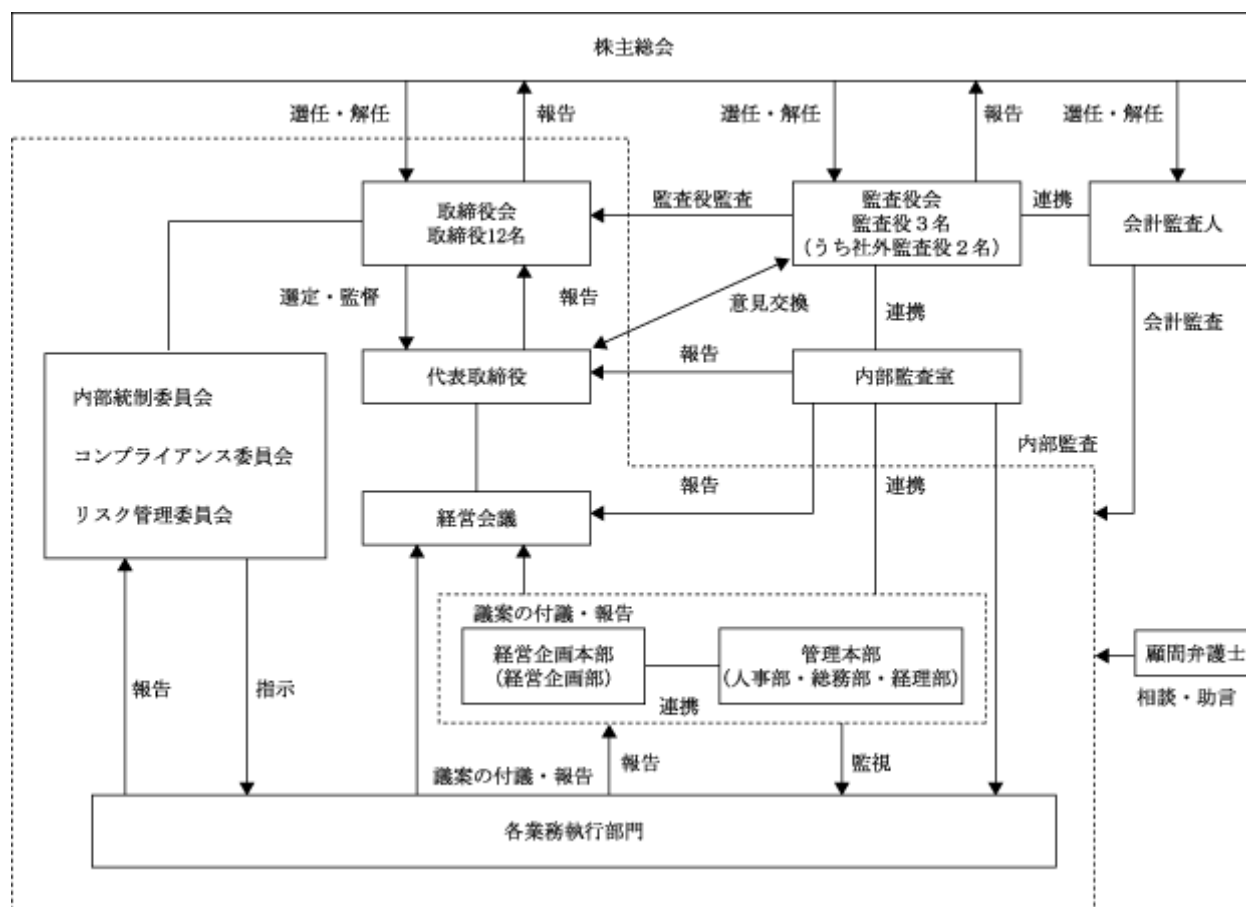 株主総会
選任・解任
報告
選任・解任
報告
選任・解任
取締役会
取締役12名
監査役監査
監査役会
監査役３名
（うち社外監査役２名）
連携
会計監査人
選定・監督
報告
意見交換
連携
会計監査
代表取締役
報告
内部監査室
内部統制委員会
コンプライアンス委員会
リスク管理委員会
内部監査
報告
連携
経営会議
議案の付議・報告
経営企画本部
（経営企画部）
管理本部
（人事部・総務部・経理部）
連携
顧問弁護士
相談・助言
報告
指示
議案の付議・報告
報告
監視
各業務執行部門